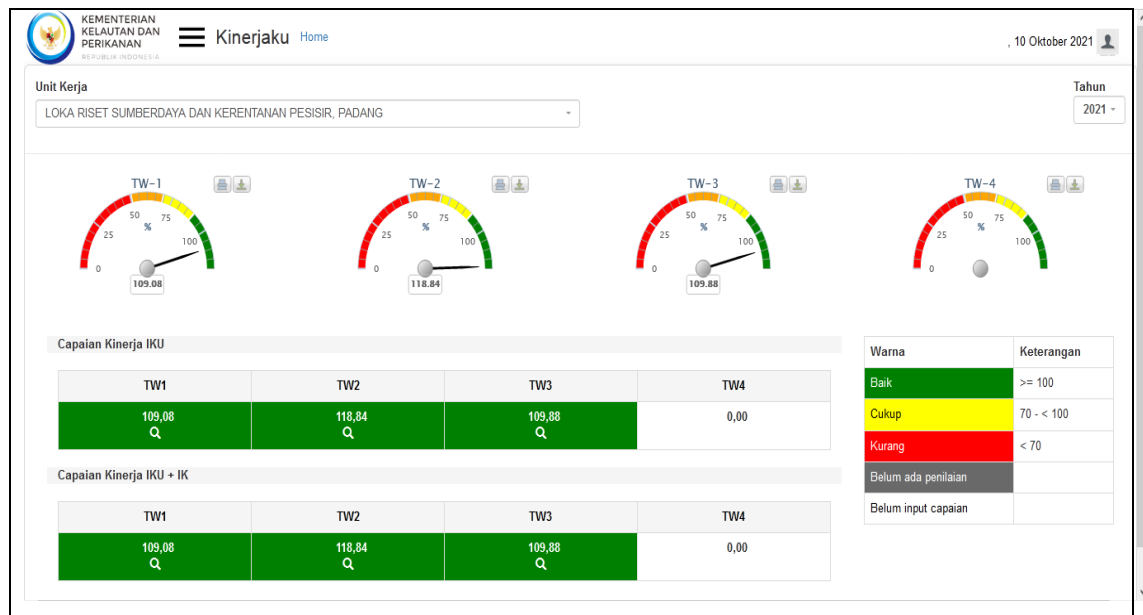 KEMENTERIAN
KELAUTAN DAN
PERIKANAN
REPUBLIK INDONESIA
Kinerjaku Home
, 10 Oktober 2021
Unit Kerja
Tahun
LOKA RISET SUMBERDAYA DAN KERENTANAN PESISIR, PADANG
2021
TW-1
0
25
50
75
100
%
109.08
TW-2
0
25
50
75
100
%
118.84
TW-3
0
25
50
75
100
%
109.88
TW-4
0
25
50
75
100
%
Capaian Kinerja IKU
TW1 TW2 TW3 TW4
109,08 118,84 109,88 0,00
Capaian Kinerja IKU + IK
TW1 TW2 TW3 TW4
109,08 118,84 109,88 0,00
Warna Keterangan
Baik >= 100
Cukup 70 - < 100
Kurang < 70
Belum ada penilaian
Belum input capaian